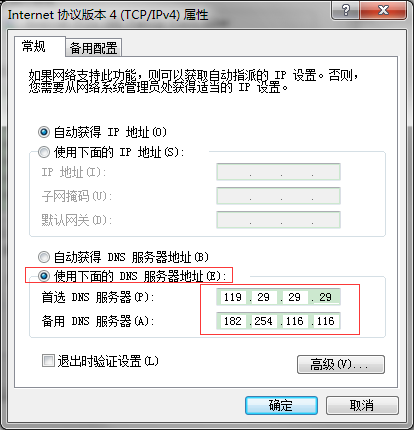 Internet 协议版本 4 (TCP/IPv4) 属性
常规
备用配置
如果网络支持此功能，则可以获取自动指派的 IP 设置。否则，
您需要从网络系统管理员处获得适当的 IP 设置。
自动获得 IP 地址(O)
使用下面的 IP 地址(S):
IP 地址(I):
子网掩码(U):
默认网关(D):
自动获得 DNS 服务器地址(B)
使用下面的 DNS 服务器地址(E):
首选 DNS 服务器(P): 119 . 29 . 29 . 29
备用 DNS 服务器(A): 182 . 254 . 116 . 116
退出时验证设置(L)
高级(V)...
确定
取消